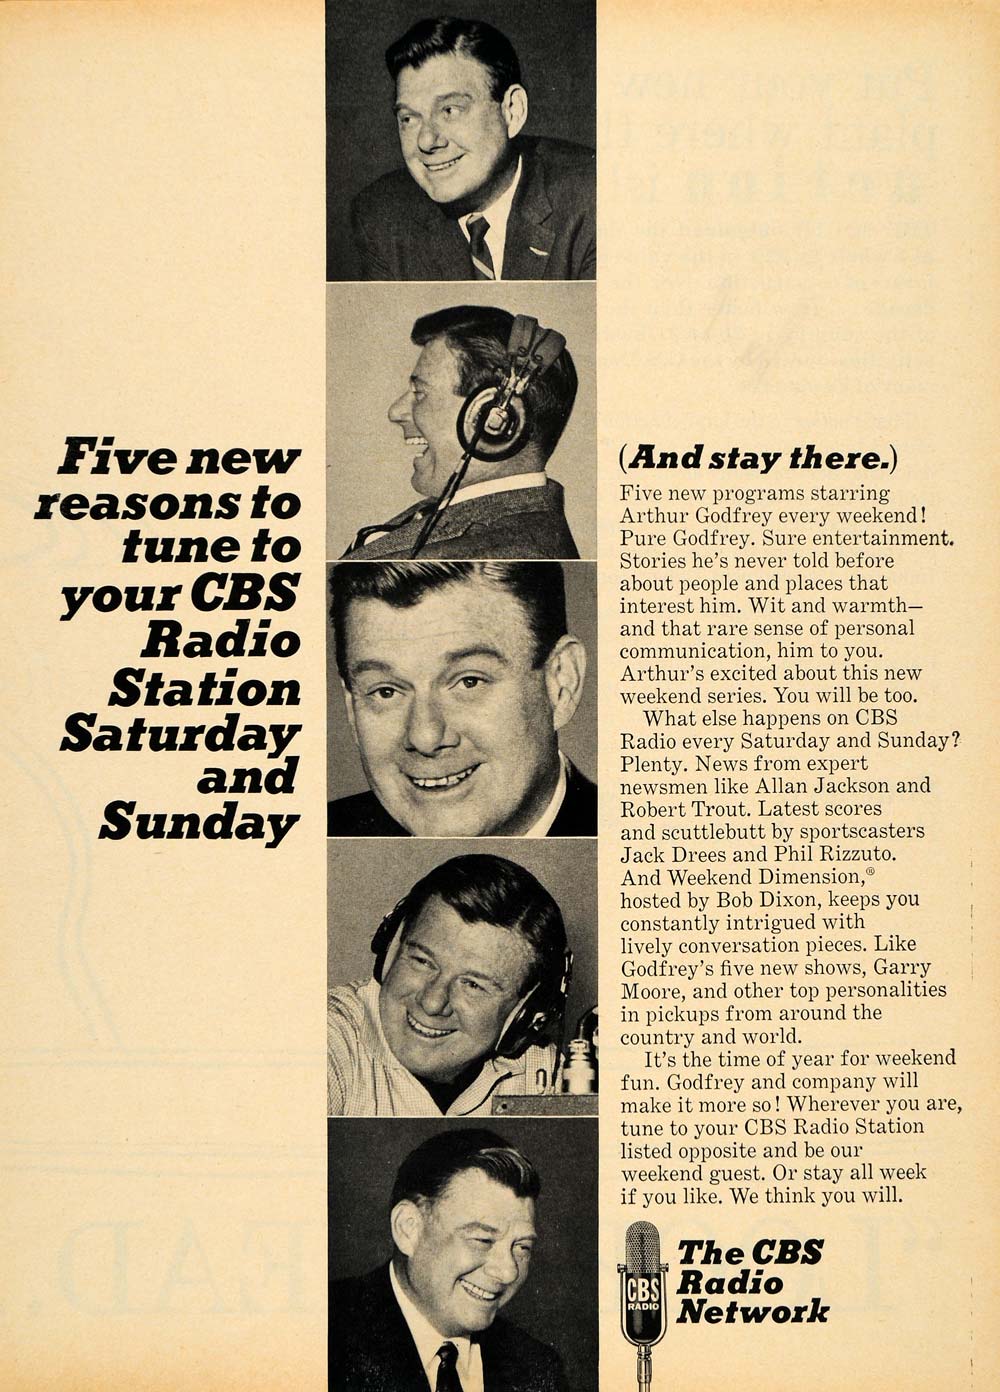 Five new
reasons to
tune to
your CBS
Radio
Station
Saturday
and
Sunday
(And stay there.)
Five new programs starring
Arthur Godfrey every weekend!
Pure Godfrey. Sure entertainment.
Stories he's never told before
about people and places that
interest him. Wit and warmth—
and that rare sense of personal
communication, him to you.
Arthur's excited about this new
weekend series. You will be too.
What else happens on CBS
Radio every Saturday and Sunday?
Plenty. News from expert
newsmen like Allan Jackson and
Robert Trout. Latest scores
and scuttlebutt by sportscasters
Jack Drees and Phil Rizzuto.
And Weekend Dimension,®
hosted by Bob Dixon, keeps you
constantly intrigued with
lively conversation pieces. Like
Godfrey's five new shows, Garry
Moore, and other top personalities
in pickups from around the
country and world.
It's the time of year for weekend
fun. Godfrey and company will
make it more so! Wherever you are,
tune to your CBS Radio Station
listed opposite and be our
weekend guest. Or stay all week
if you like. We think you will.
CBS
RADIO
The CBS
Radio
Network